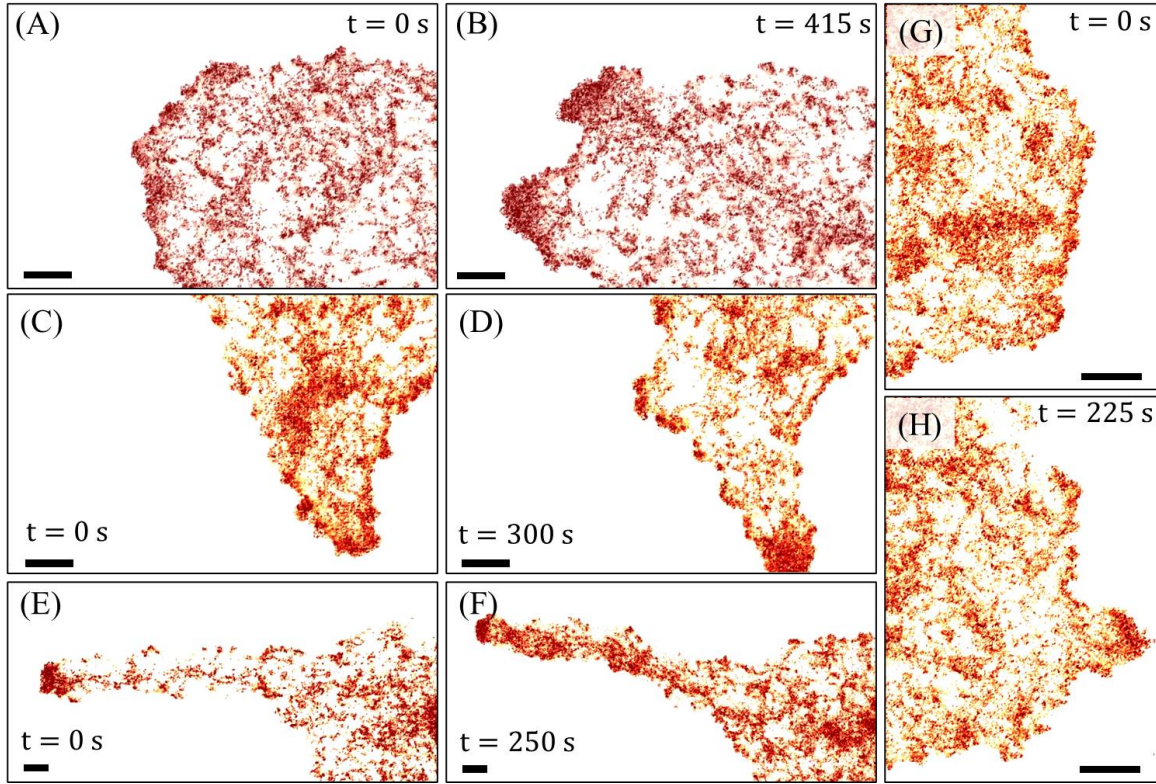 (A)
t = 0 s
(B)
t = 415 s
(C)
t = 0 s
(D)
t = 300 s
(E)
t = 0 s
(F)
t = 250 s
(G)
t = 0 s
(H)
t = 225 s